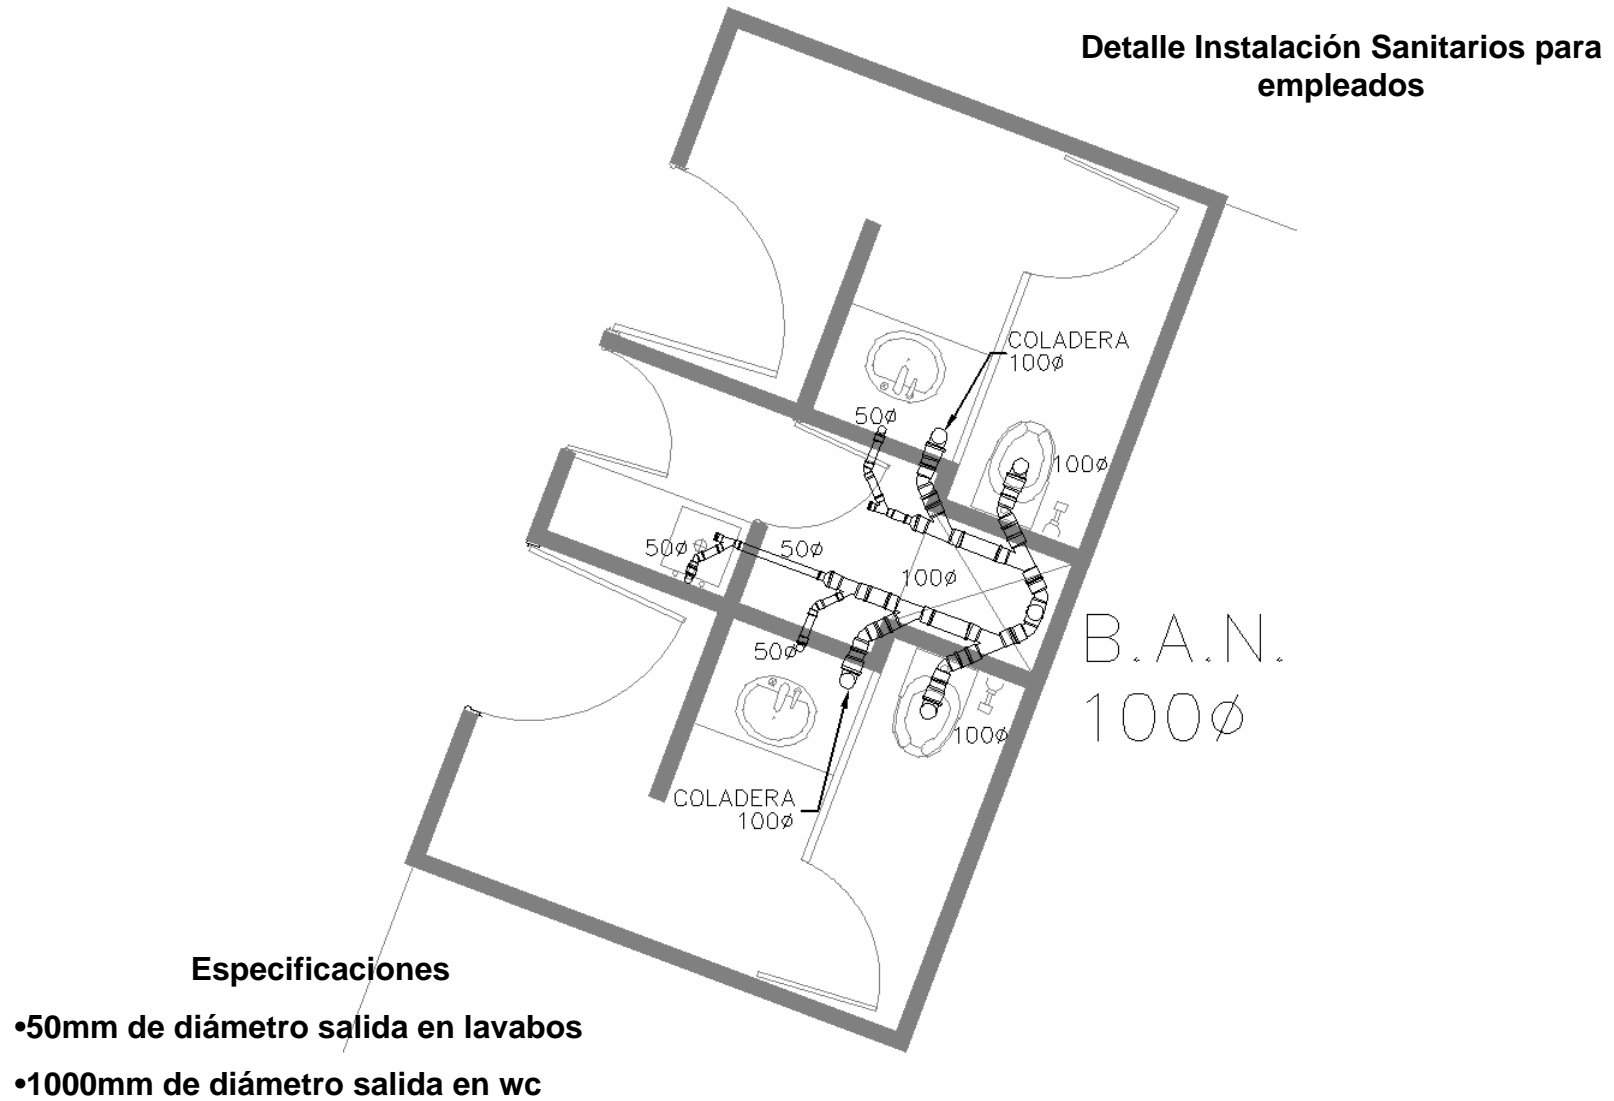 Detalle Instalación Sanitarios para
empleados
COLADERA
100ø
50ø
100ø
50ø
50ø
100ø
B.A.N.
100ø
50ø
100ø
COLADERA
100ø
Especificaciones
•50mm de diámetro salida en lavabos
•1000mm de diámetro salida en wc